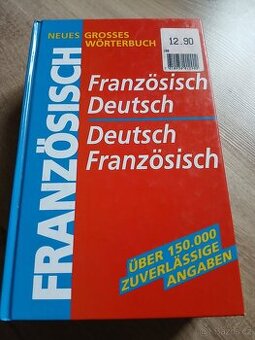 NEUES GROSSES
WÖRTERBUCH
12.90
FRANZÖSISCH
Französisch
Deutsch
Deutsch
Französisch
ÜBER 150.000
ZUVERLÄSSIGE
ANGABEN